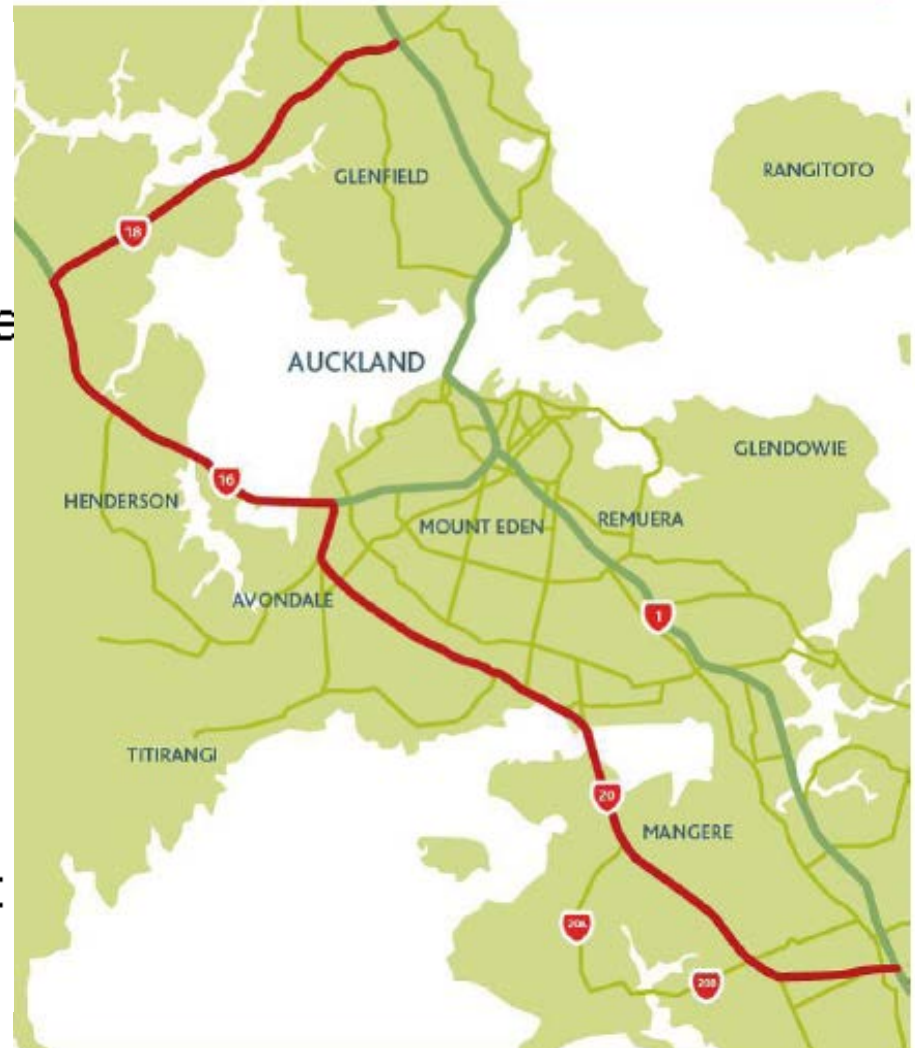 GLENFIELD
RANGITOTO
18
e
AUCKLAND
GLENDOWIE
16
HENDERSON
MOUNT EDEN
REMUERA
AVONDALE
1
TITIRANGI
20
MANGERE
t
20A
20B